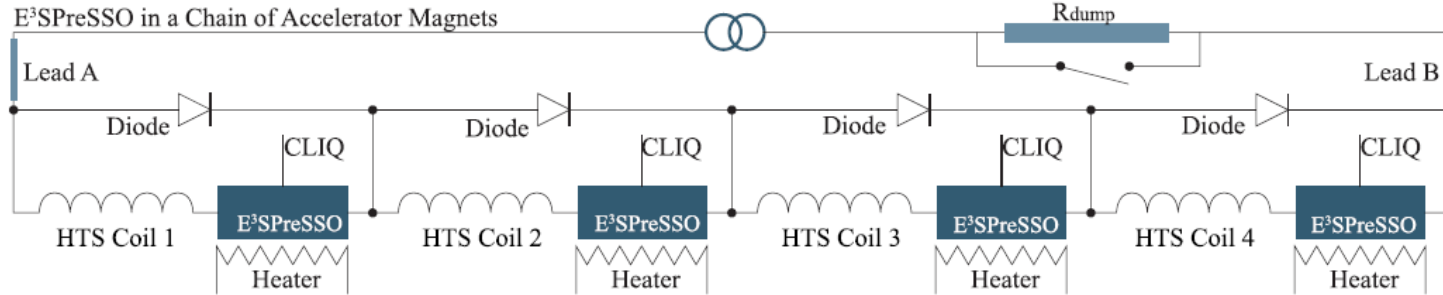 E³SPreSSO in a Chain of Accelerator Magnets
Rdump
Lead A
Lead B
Diode
Diode
Diode
Diode
CLIQ
CLIQ
CLIQ
CLIQ
E³SPreSSO
E³SPreSSO
E³SPreSSO
E³SPreSSO
HTS Coil 1
HTS Coil 2
HTS Coil 3
HTS Coil 4
Heater
Heater
Heater
Heater